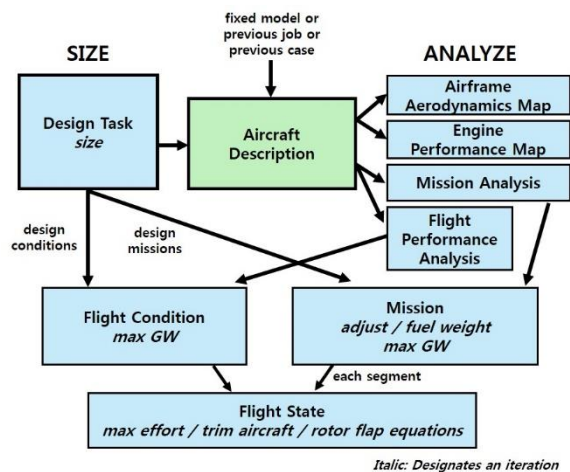 fixed model or
previous job or
previous case
SIZE
ANALYZE
Design Task
size
Aircraft
Description
Airframe
Aerodynamics Map
Engine
Performance Map
Mission Analysis
Flight
Performance
Analysis
design
conditions
design
missions
Flight Condition
max GW
Mission
adjust / fuel weight
max GW
each segment
Flight State
max effort / trim aircraft / rotor flap equations
Italic: Designates an iteration